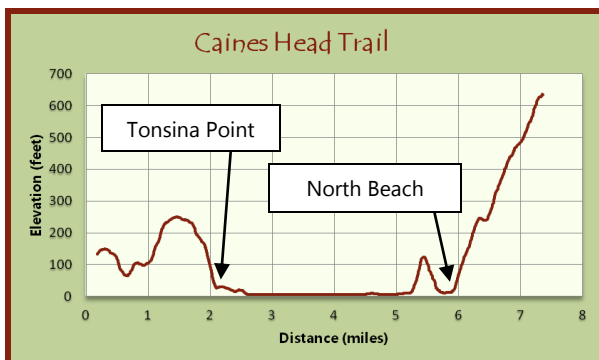 Caines Head Trail
700
600
500
400
300
200
100
0
Elevation (feet)
Tonsina Point
North Beach
0 1 2 3 4 5 6 7 8
Distance (miles)